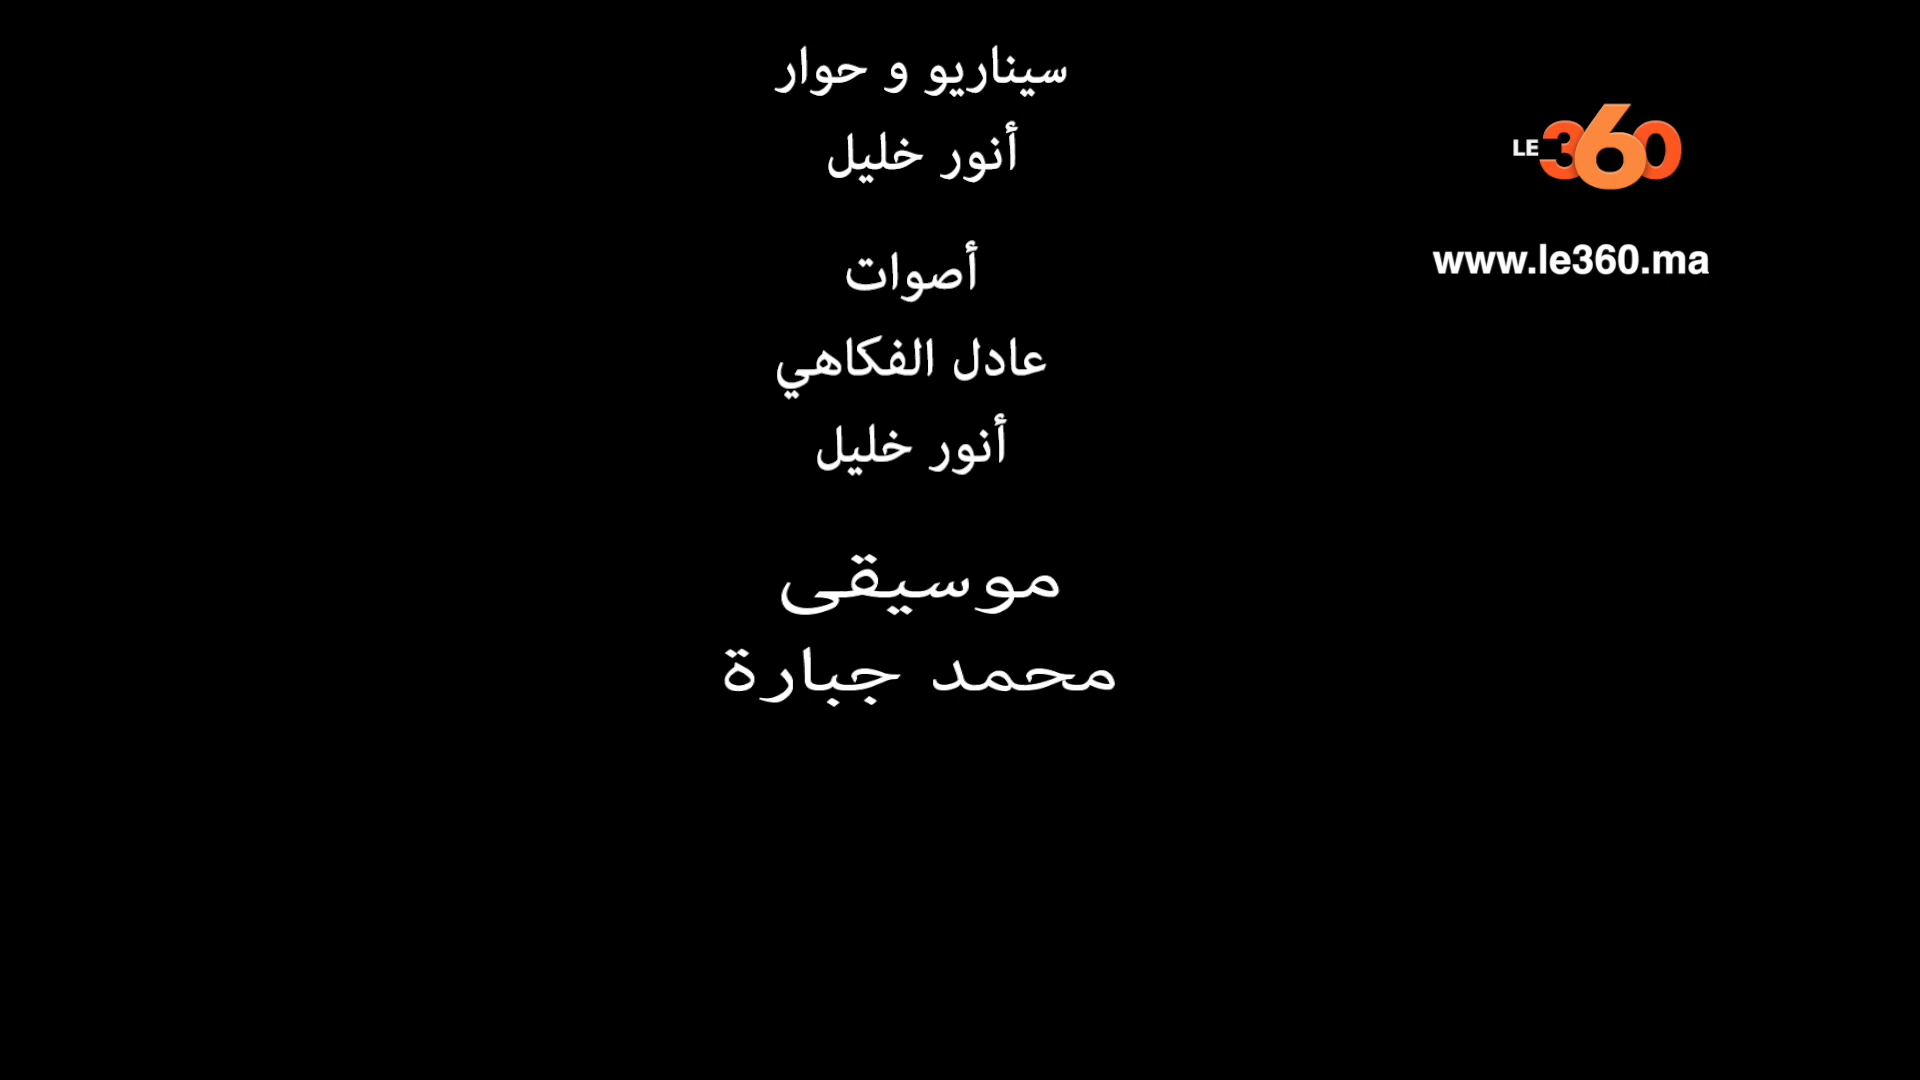 سيناريو و حوار
أنور خليل
أصوات
عادل الفكاهي
أنور خليل
موسيقى
محمد جبارة
LE360
www.le360.ma